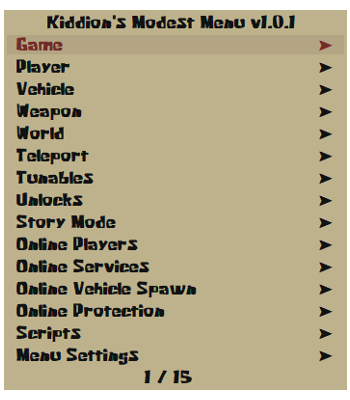 Kiddion's Modest Menu v1.0.1
Game
Player
Vehicle
Weapon
World
Teleport
Tunables
Unlocks
Story Mode
Online Players
Online Services
Online Vehicle Spawn
Online Protection
Scripts
Menu Settings
1 / 15